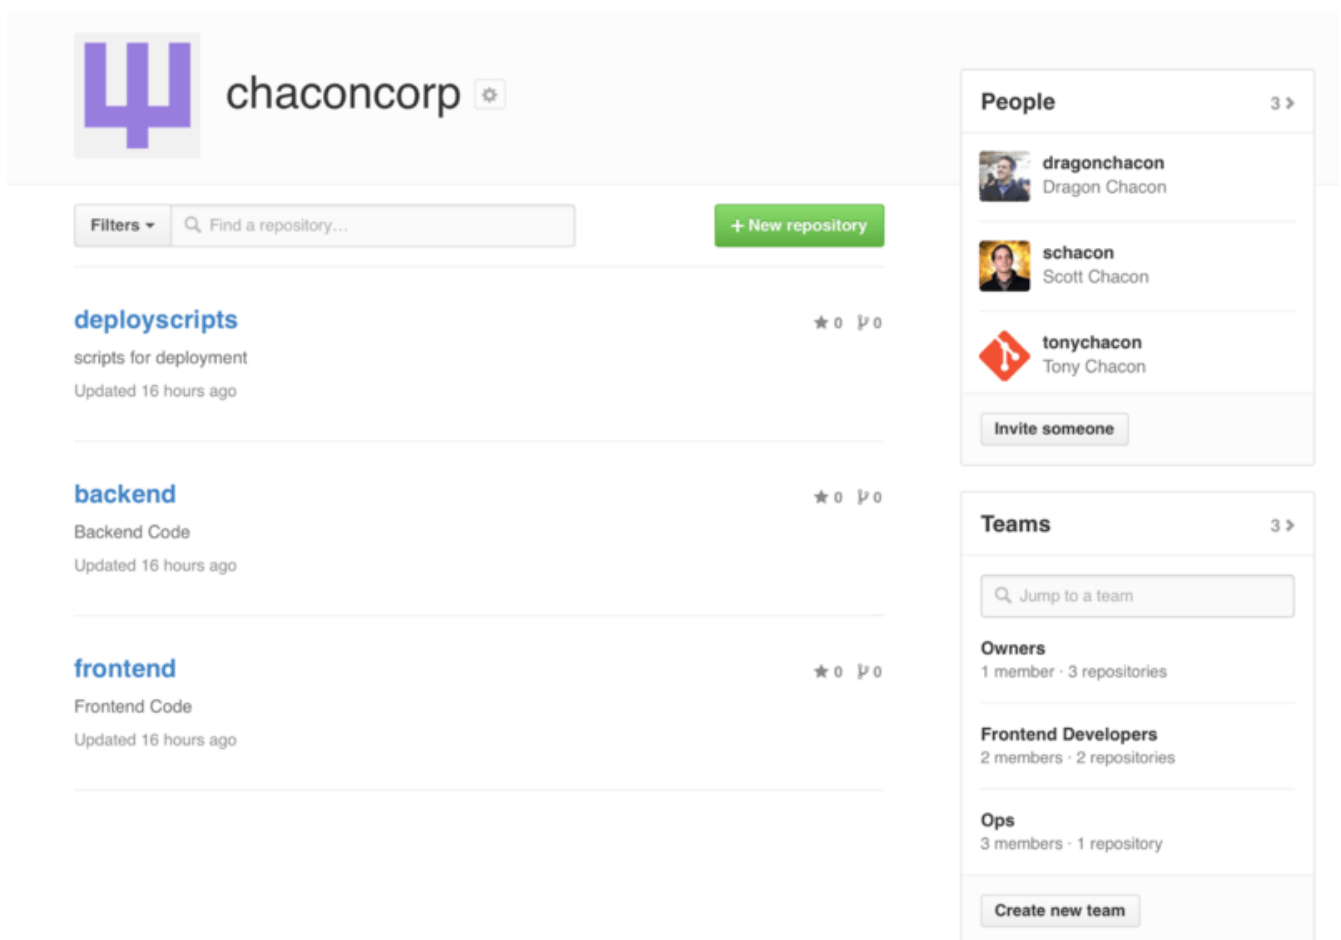 chaconcorp
Filters
Find a repository...
+ New repository
deployscripts
0 0
scripts for deployment
Updated 16 hours ago
backend
0 0
Backend Code
Updated 16 hours ago
frontend
0 0
Frontend Code
Updated 16 hours ago
People 3
dragonchacon
Dragon Chacon
schacon
Scott Chacon
tonychacon
Tony Chacon
Invite someone
Teams 3
Jump to a team
Owners
1 member · 3 repositories
Frontend Developers
2 members · 2 repositories
Ops
3 members · 1 repository
Create new team